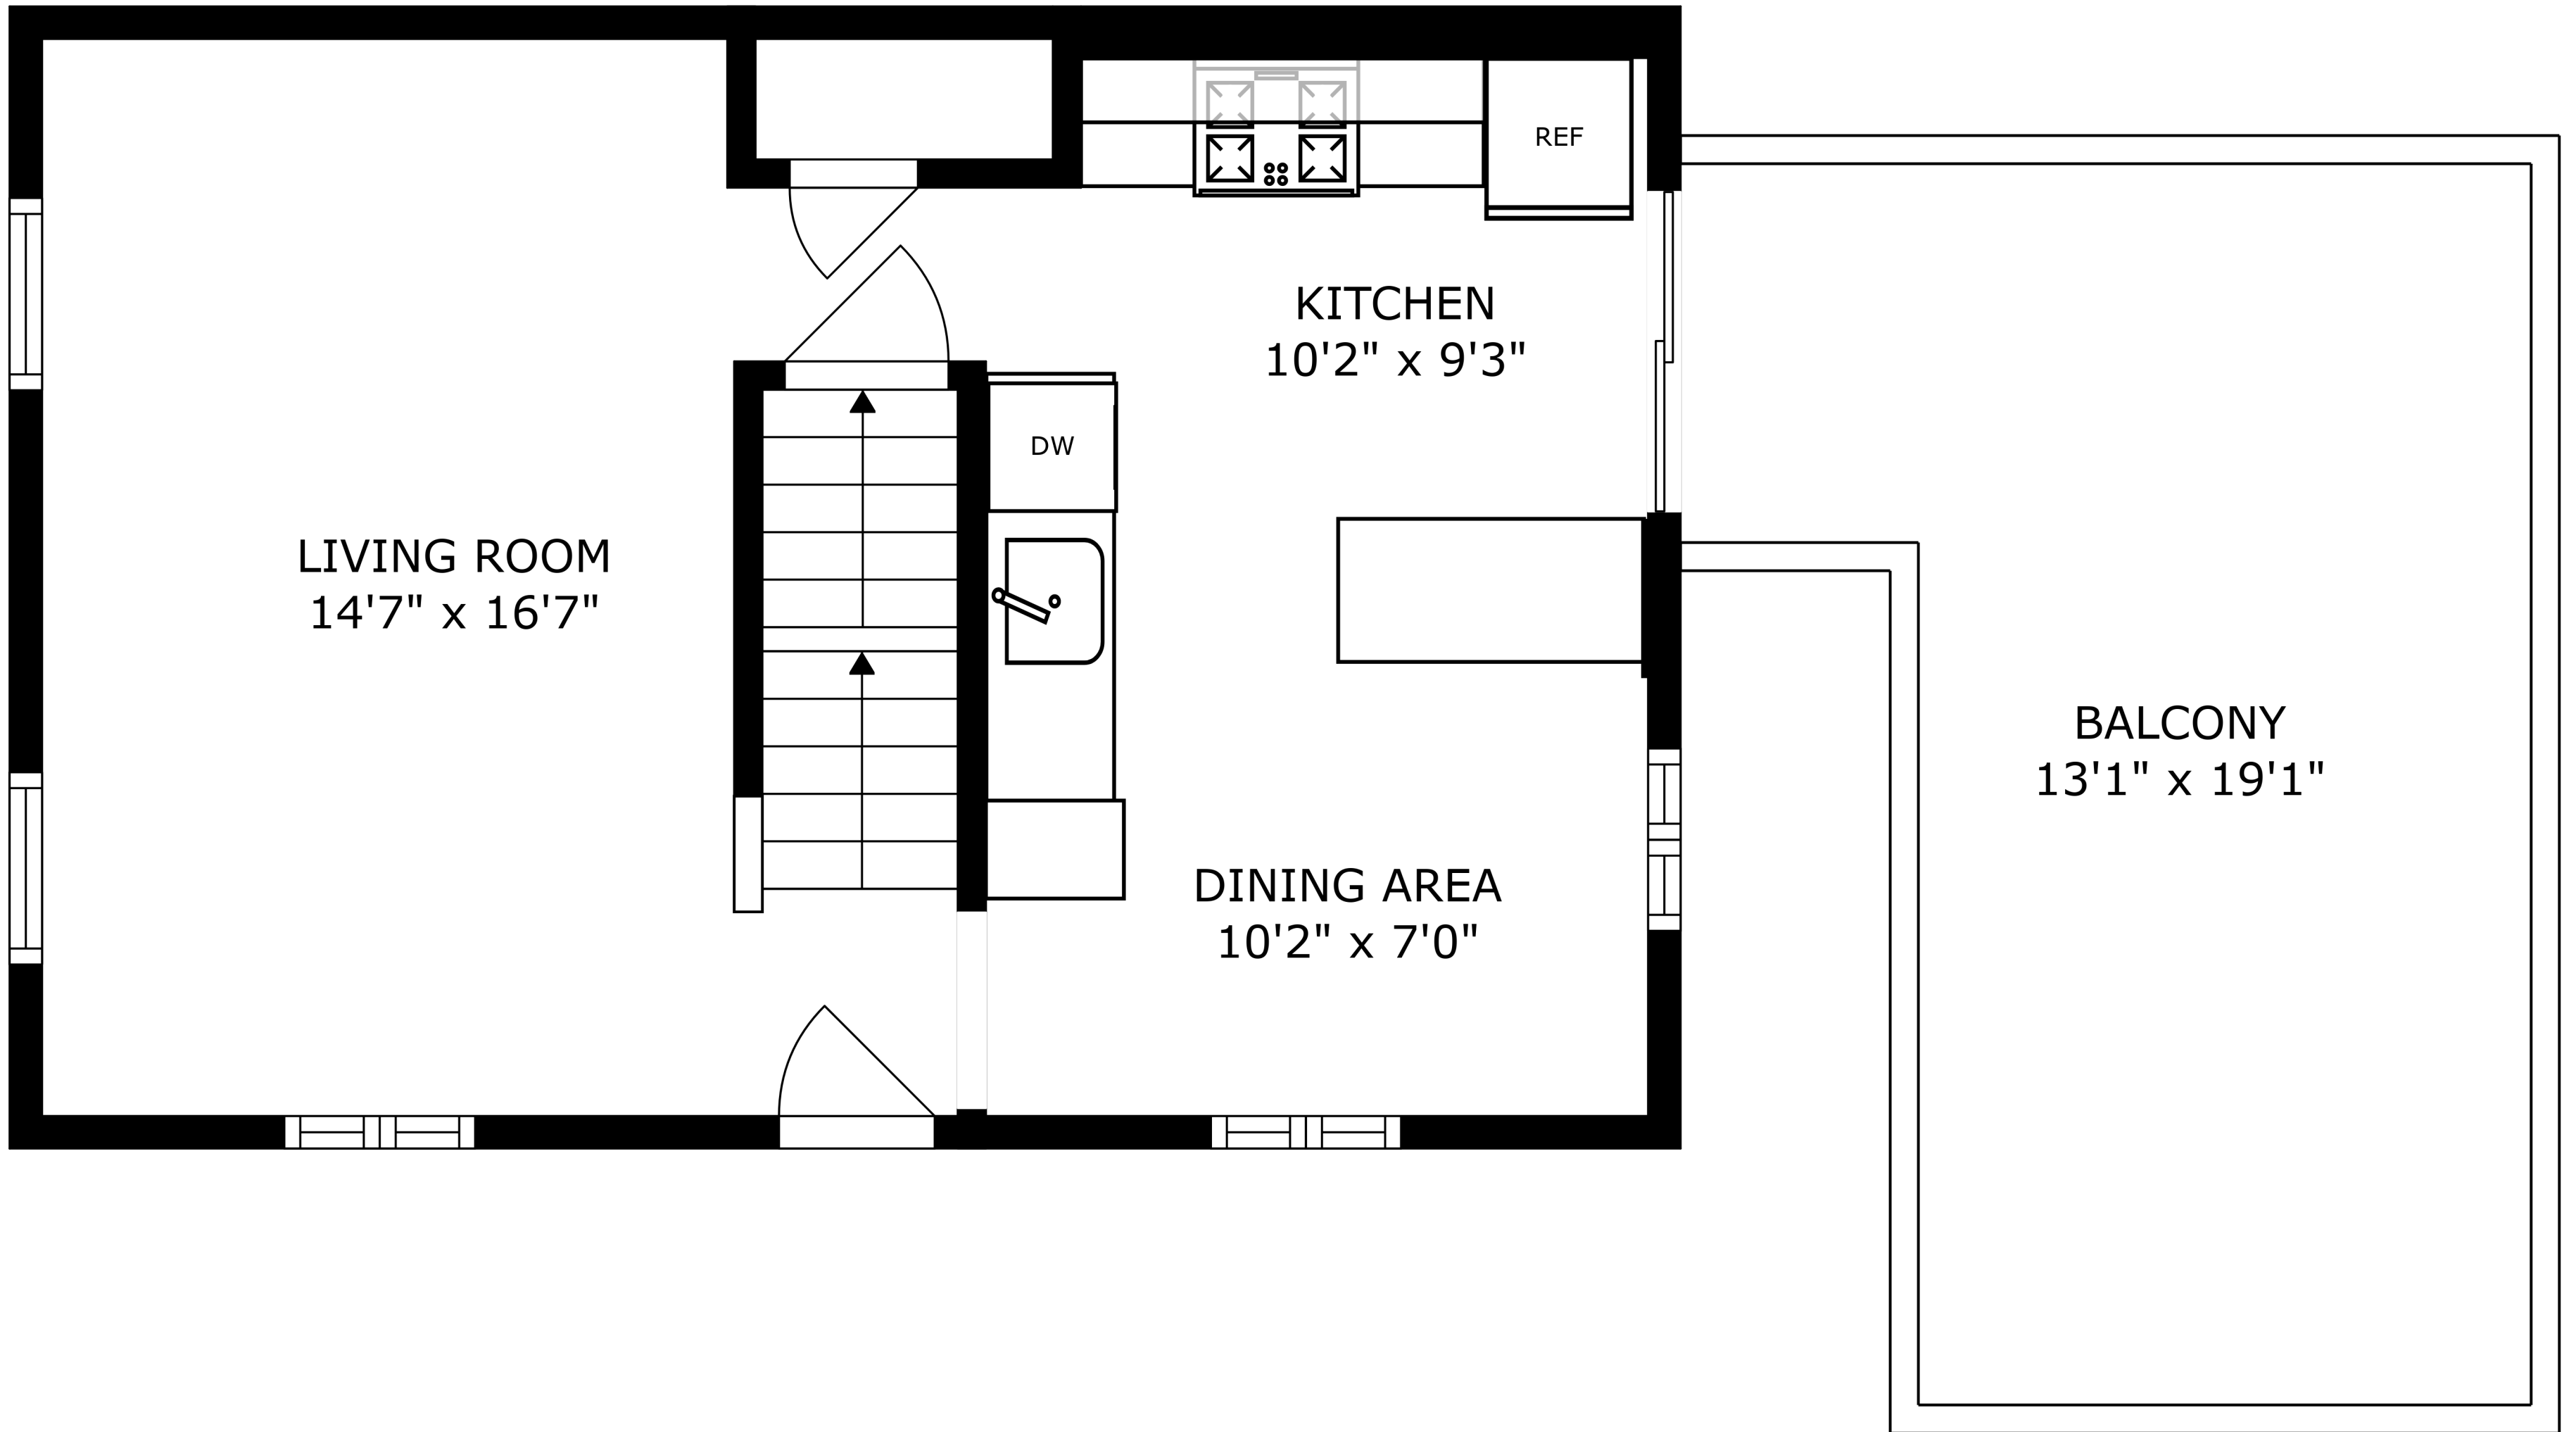 REF
KITCHEN
10'2" x 9'3"
DW
LIVING ROOM
14'7" x 16'7"
BALCONY
13'1" x 19'1"
DINING AREA
10'2" x 7'0"